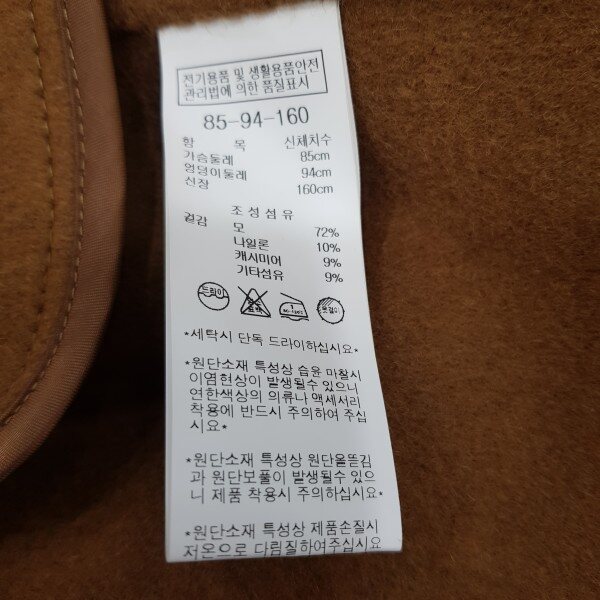 전기용품 및 생활용품안전
관리법에 의한 품질표시
85-94-160
항 목 신체치수
가슴둘레 85cm
엉덩이둘레 94cm
신장 160cm
조성섬유
겉감 모 72%
나일론 10%
캐시미어 9%
기타섬유 9%
드라이
옷걸이
*세탁시 단독 드라이하십시요*
*원단소재 특성상 습윤 마찰시
이염현상이 발생될수 있으니
연한색상의 의류나 액세서리
착용에 반드시 주의하여 주십
시요*
*원단소재 특성상 원단올뜯김
과 원단보풀이 발생될수 있으
니 제품 착용시 주의하십시요*
*원단소재 특성상 제품손질시
저온으로 다림질하여주십시요